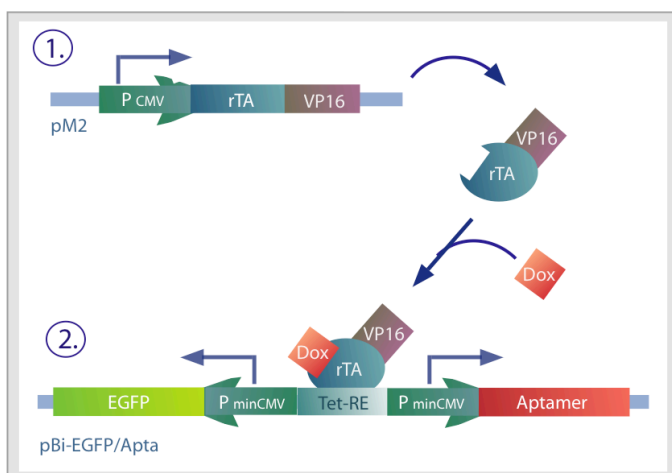 1.
P CMV
rTA
VP16
pM2
VP16
rTA
Dox
2.
Dox
VP16
rTA
EGFP
P minCMV
Tet-RE
P minCMV
Aptamer
pBi-EGFP/Apta